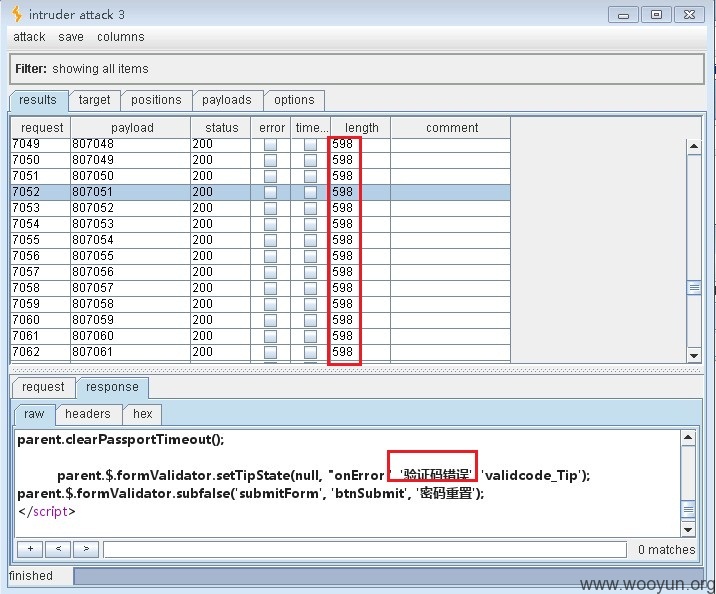 intruder attack 3
attack save columns
Filter: showing all items
results target positions payloads options
request payload status error time... length comment
7049 807048 200 598
7050 807049 200 598
7051 807050 200 598
7052 807051 200 598
7053 807052 200 598
7054 807053 200 598
7055 807054 200 598
7056 807055 200 598
7057 807056 200 598
7058 807057 200 598
7059 807058 200 598
7060 807059 200 598
7061 807060 200 598
7062 807061 200 598
request response
raw headers hex
parent.clearPassportTimeout();
parent.$.formValidator.setTipState(null, "onError", '验证码错误', 'validcode_Tip');
parent.$.formValidator.subfalse('submitForm', 'btnSubmit', '密码重置');
</script>
+ < > 0 matches
finished
www.wooyun.org